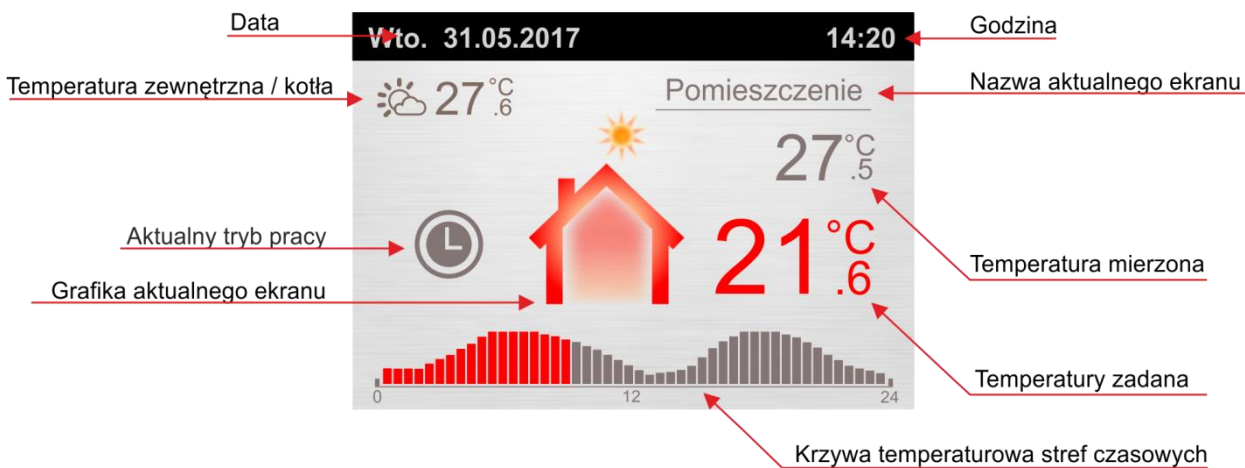 Data
Wto. 31.05.2017
14:20
Godzina
Temperatura zewnętrzna / kotła
27 °C .6
Pomieszczenie
Nazwa aktualnego ekranu
27 °C .5
Aktualny tryb pracy
21 °C .6
Temperatura mierzona
Grafika aktualnego ekranu
Temperatury zadana
0 12 24
Krzywa temperaturowa stref czasowych